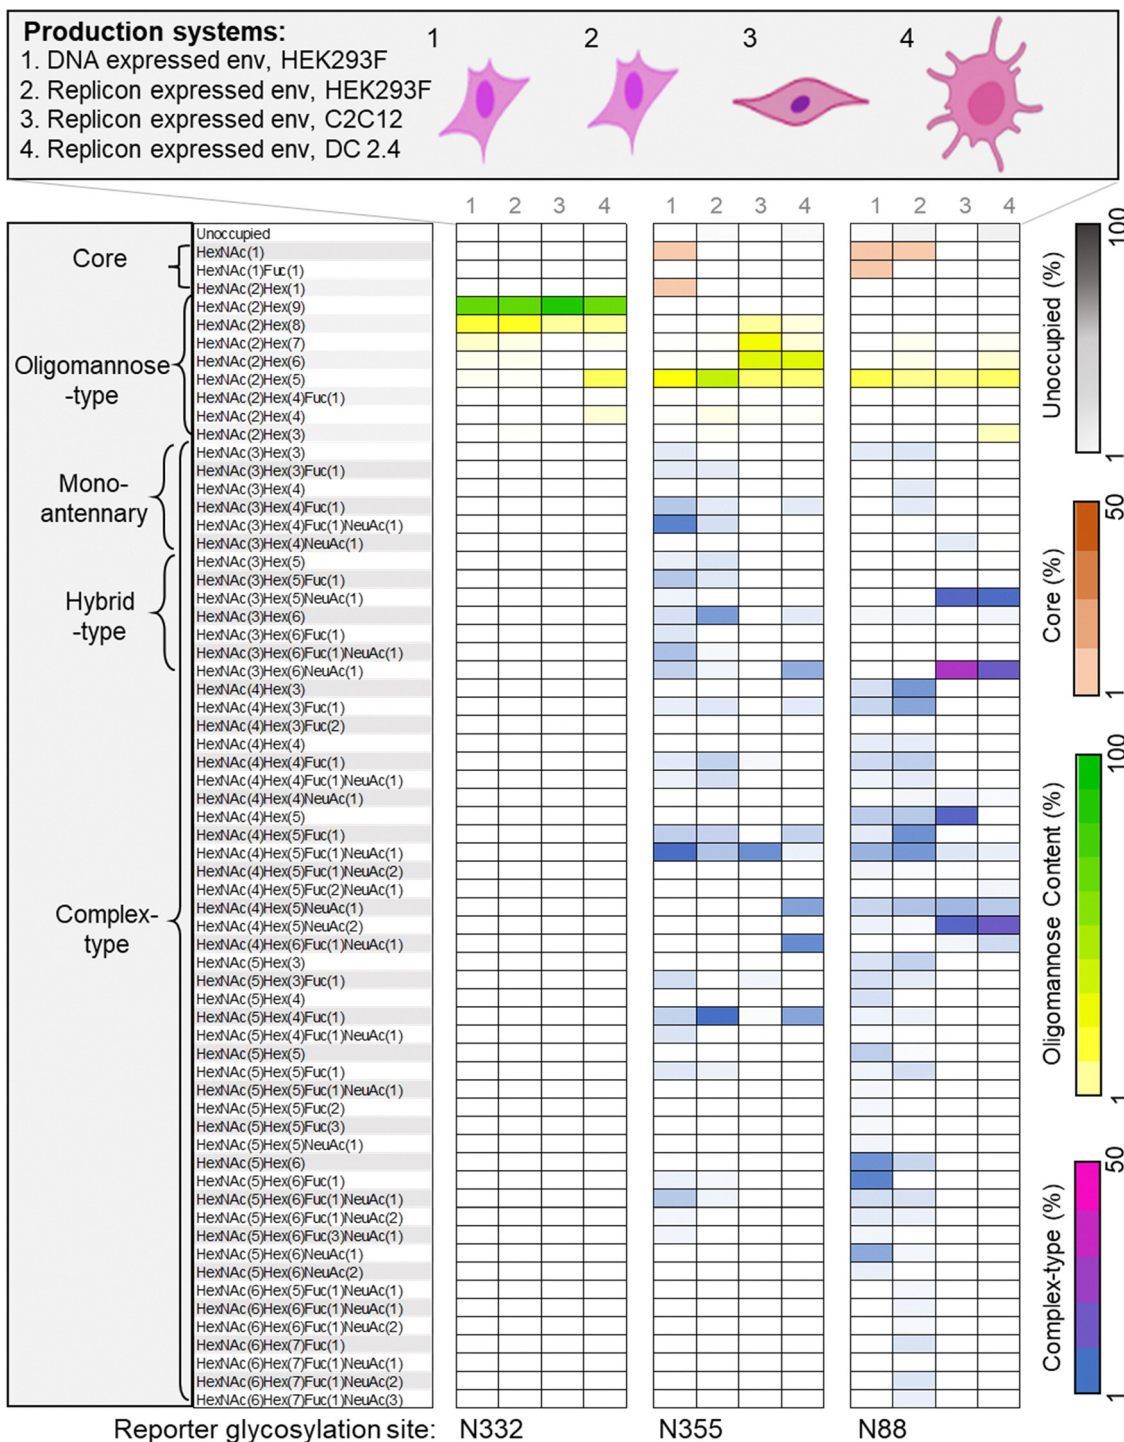 Production systems:
1. DNA expressed env, HEK293F
2. Replicon expressed env, HEK293F
3. Replicon expressed env, C2C12
4. Replicon expressed env, DC 2.4
1 2 3 4
1 2 3 4 1 2 3 4 1 2 3 4
Core
Oligomannose
-type
Mono-
antennary
Hybrid
-type
Complex-
type
Unoccupied
HexNAc(1)
HexNAc(1)Fuc(1)
HexNAc(2)Hex(1)
HexNAc(2)Hex(9)
HexNAc(2)Hex(8)
HexNAc(2)Hex(7)
HexNAc(2)Hex(6)
HexNAc(2)Hex(5)
HexNAc(2)Hex(4)Fuc(1)
HexNAc(2)Hex(4)
HexNAc(2)Hex(3)
HexNAc(3)Hex(3)
HexNAc(3)Hex(3)Fuc(1)
HexNAc(3)Hex(4)
HexNAc(3)Hex(4)Fuc(1)
HexNAc(3)Hex(4)Fuc(1)NeuAc(1)
HexNAc(3)Hex(4)NeuAc(1)
HexNAc(3)Hex(5)
HexNAc(3)Hex(5)Fuc(1)
HexNAc(3)Hex(5)NeuAc(1)
HexNAc(3)Hex(6)
HexNAc(3)Hex(6)Fuc(1)
HexNAc(3)Hex(6)Fuc(1)NeuAc(1)
HexNAc(3)Hex(6)NeuAc(1)
HexNAc(4)Hex(3)
HexNAc(4)Hex(3)Fuc(1)
HexNAc(4)Hex(3)Fuc(2)
HexNAc(4)Hex(4)
HexNAc(4)Hex(4)Fuc(1)
HexNAc(4)Hex(4)Fuc(1)NeuAc(1)
HexNAc(4)Hex(4)NeuAc(1)
HexNAc(4)Hex(5)
HexNAc(4)Hex(5)Fuc(1)
HexNAc(4)Hex(5)Fuc(1)NeuAc(1)
HexNAc(4)Hex(5)Fuc(1)NeuAc(2)
HexNAc(4)Hex(5)Fuc(2)NeuAc(1)
HexNAc(4)Hex(5)NeuAc(1)
HexNAc(4)Hex(5)NeuAc(2)
HexNAc(4)Hex(6)Fuc(1)NeuAc(1)
HexNAc(5)Hex(3)
HexNAc(5)Hex(3)Fuc(1)
HexNAc(5)Hex(4)
HexNAc(5)Hex(4)Fuc(1)
HexNAc(5)Hex(4)Fuc(1)NeuAc(1)
HexNAc(5)Hex(5)
HexNAc(5)Hex(5)Fuc(1)
HexNAc(5)Hex(5)Fuc(1)NeuAc(1)
HexNAc(5)Hex(5)Fuc(2)
HexNAc(5)Hex(5)Fuc(3)
HexNAc(5)Hex(5)NeuAc(1)
HexNAc(5)Hex(6)
HexNAc(5)Hex(6)Fuc(1)
HexNAc(5)Hex(6)Fuc(1)NeuAc(1)
HexNAc(5)Hex(6)Fuc(1)NeuAc(2)
HexNAc(5)Hex(6)Fuc(3)NeuAc(1)
HexNAc(5)Hex(6)NeuAc(1)
HexNAc(5)Hex(6)NeuAc(2)
HexNAc(6)Hex(5)Fuc(1)NeuAc(1)
HexNAc(6)Hex(6)Fuc(1)NeuAc(1)
HexNAc(6)Hex(6)Fuc(1)NeuAc(2)
HexNAc(6)Hex(7)Fuc(1)
HexNAc(6)Hex(7)Fuc(1)NeuAc(1)
HexNAc(6)Hex(7)Fuc(1)NeuAc(2)
HexNAc(6)Hex(7)Fuc(1)NeuAc(3)
Unoccupied (%)
100
1
Core (%)
50
1
Oligomannose Content (%)
100
1
Complex-type (%)
50
1
Reporter glycosylation site: N332 N355 N88